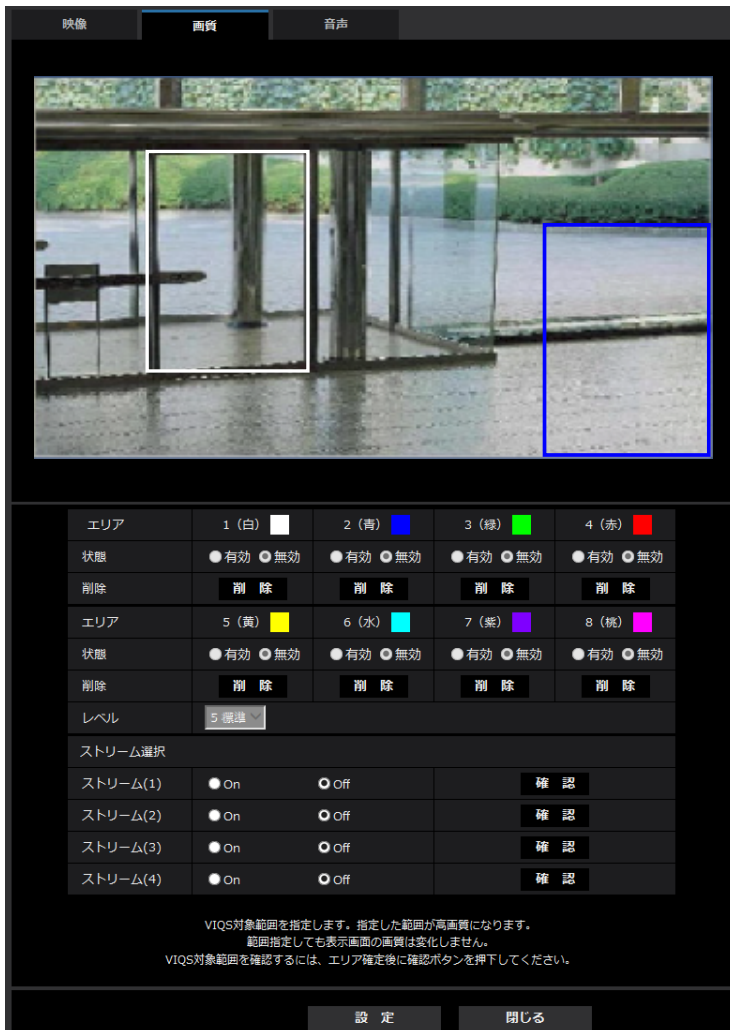 映像 画質 音声
エリア 1（白） 2（青） 3（緑） 4（赤）
状態 有効 無効 有効 無効 有効 無効 有効 無効
削除 削 除 削 除 削 除 削 除
エリア 5（黄） 6（水） 7（紫） 8（桃）
状態 有効 無効 有効 無効 有効 無効 有効 無効
削除 削 除 削 除 削 除 削 除
レベル 5 標準
ストリーム選択
ストリーム(1) On Off 確 認
ストリーム(2) On Off 確 認
ストリーム(3) On Off 確 認
ストリーム(4) On Off 確 認
VIQS対象範囲を指定します。指定した範囲が高画質になります。
範囲指定しても表示画面の画質は変化しません。
VIQS対象範囲を確認するには、エリア確定後に確認ボタンを押下してください。
設 定 閉じる